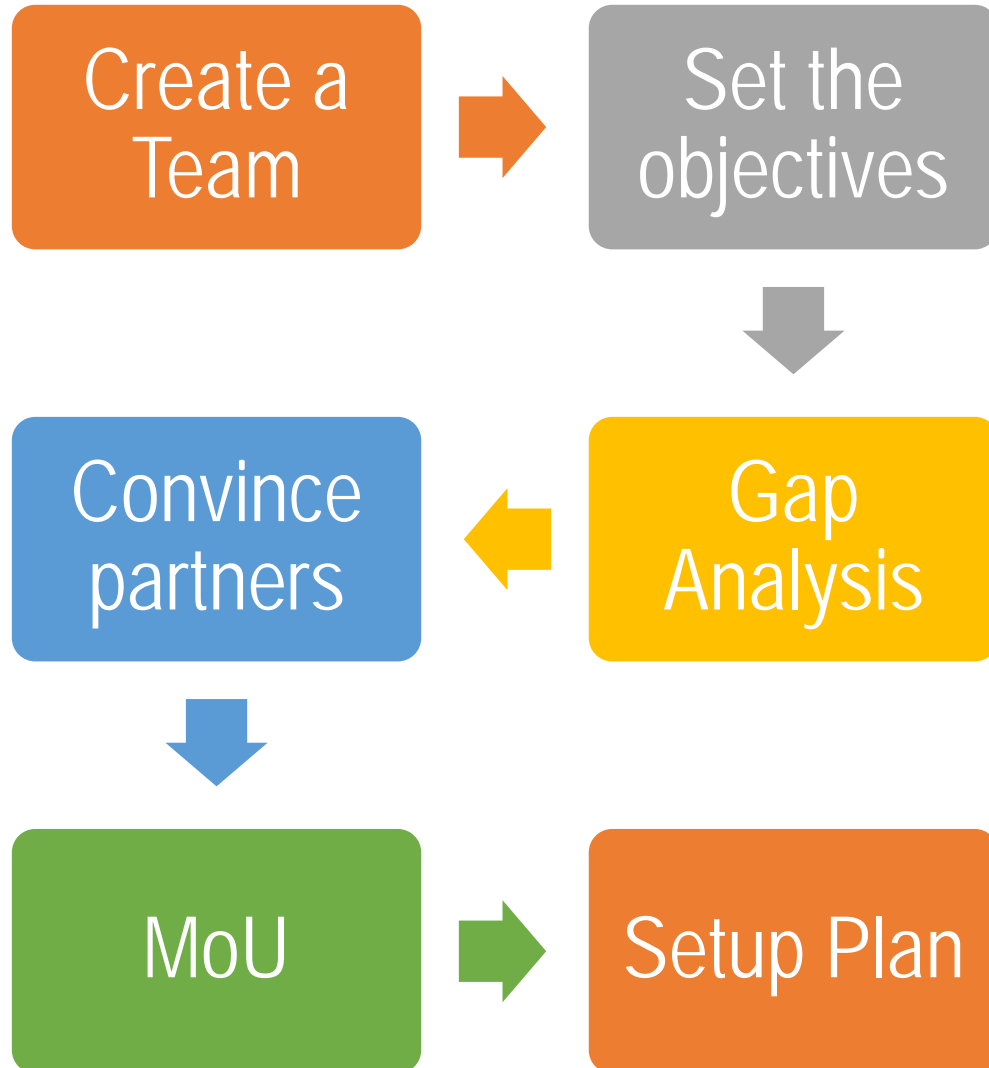 Create a
Team
Set the
objectives
Gap
Analysis
Convince
partners
MoU
Setup Plan